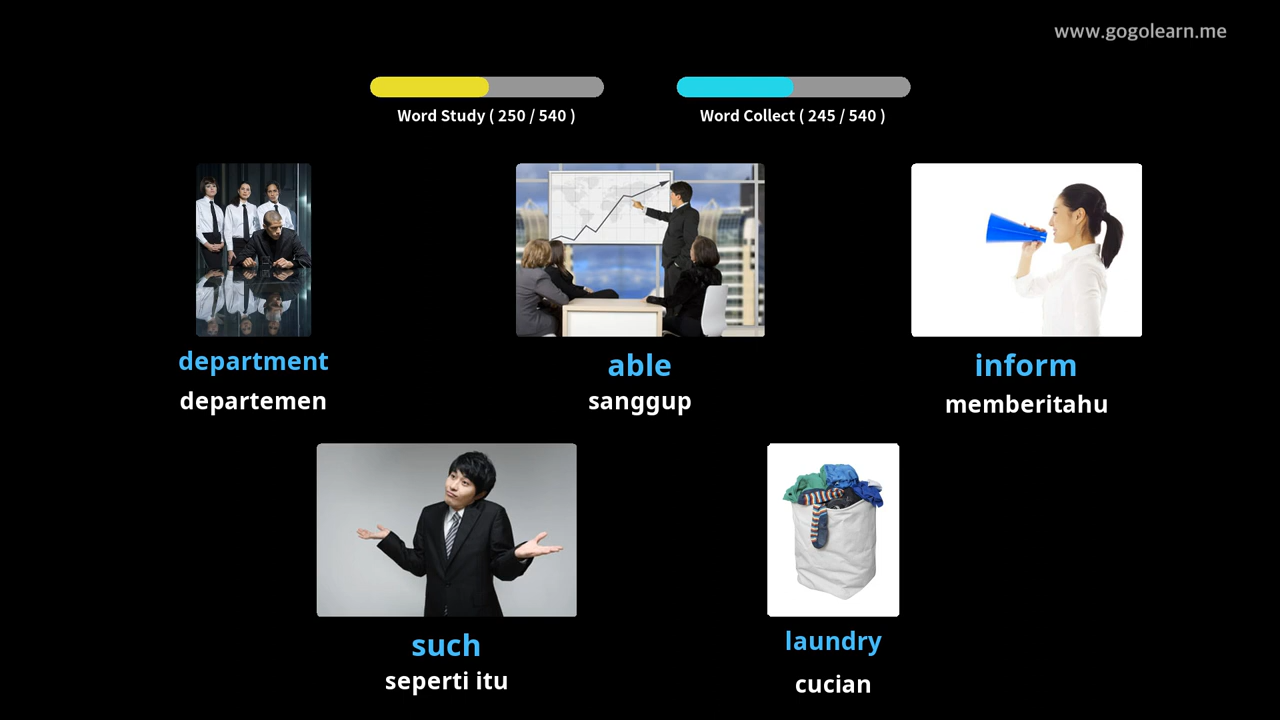 www.gogolearn.me
Word Study ( 250 / 540 )
Word Collect ( 245 / 540 )
department
departemen
able
sanggup
inform
memberitahu
such
seperti itu
laundry
cucian